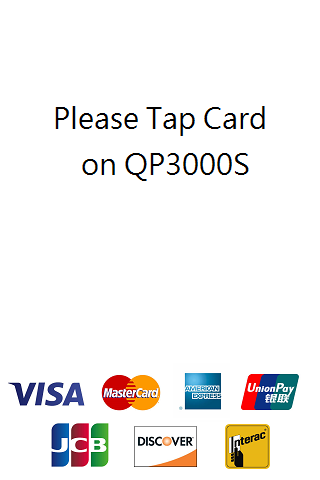 Please Tap Card
on QP3000S
VISA
MasterCard
AMERICAN
EXPRESS
UnionPay
银联
JCB
DISCOVER
Interac